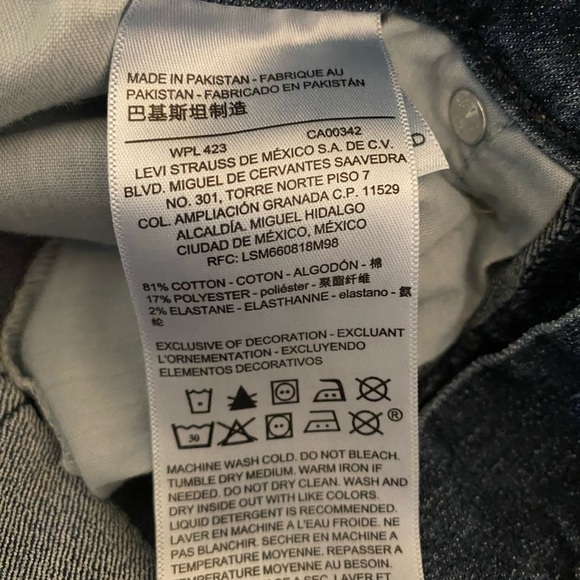 MADE IN PAKISTAN - FABRIQUE AU
PAKISTAN - FABRICADO EN PAKISTÁN
巴基斯坦制造
WPL 423 CA00342
LEVI STRAUSS DE MÉXICO S.A. DE C.V.
BLVD. MIGUEL DE CERVANTES SAAVEDRA
NO. 301, TORRE NORTE PISO 7
COL. AMPLIACIÓN GRANADA C.P. 11529
ALCALDÍA. MIGUEL HIDALGO
CIUDAD DE MÉXICO, MÉXICO
RFC: LSM660818M98
81% COTTON - COTON - ALGODÓN - 棉
17% POLYESTER - poliéster - 聚酯纤维
2% ELASTANE - ELASTHANNE - elastano - 氨
纶
EXCLUSIVE OF DECORATION - EXCLUANT
L'ORNEMENTATION - EXCLUYENDO
ELEMENTOS DECORATIVOS
30 ®
MACHINE WASH COLD. DO NOT BLEACH.
TUMBLE DRY MEDIUM. WARM IRON IF
NEEDED. DO NOT DRY CLEAN. WASH AND
DRY INSIDE OUT WITH LIKE COLORS.
LIQUID DETERGENT IS RECOMMENDED.
LAVER EN MACHINE À L'EAU FROIDE. NE
PAS BLANCHIR. SÉCHER EN MACHINE À
TEMPÉRATURE MOYENNE. REPASSER À
TEMPÉRATURE MOYENNE